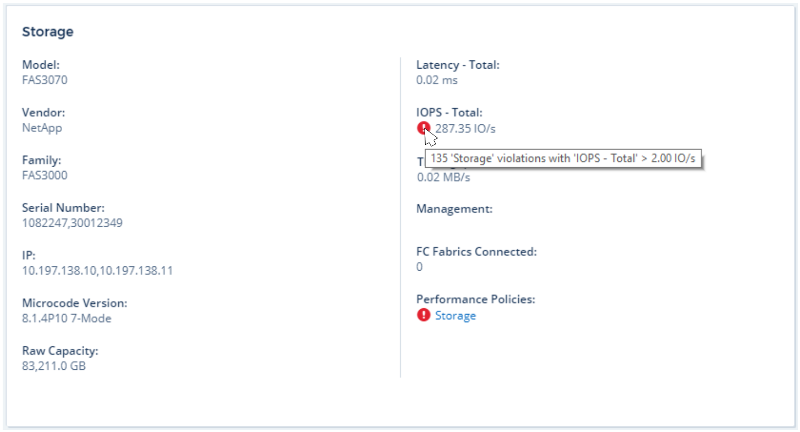 Storage
Model:
FAS3070
Vendor:
NetApp
Family:
FAS3000
Serial Number:
1082247,30012349
IP:
10.197.138.10,10.197.138.11
Microcode Version:
8.1.4P10 7-Mode
Raw Capacity:
83,211.0 GB
Latency - Total:
0.02 ms
IOPS - Total:
287.35 IO/s
135 'Storage' violations with 'IOPS - Total' > 2.00 IO/s
0.02 MB/s
Management:
FC Fabrics Connected:
0
Performance Policies:
Storage